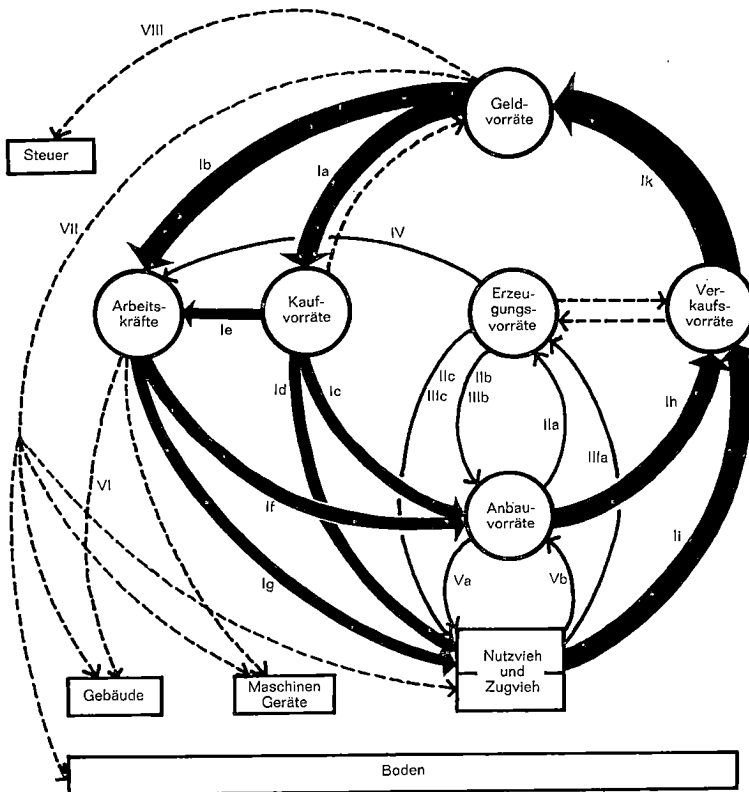 VIII
Geld-
vorräte
Steuer
Ib
Ia
Ik
VII
IV
Arbeits-
kräfte
Kauf-
vorräte
Erzeu-
gungs-
vorräte
Ver-
kaufs-
vorräte
Ie
Id
Ic
IIc
IIIc
IIb
IIIb
IIa
IIIa
Ih
VI
If
Anbau-
vorräte
Ii
Ig
Va
Vb
Nutzvieh
und
Zugvieh
Gebäude
Maschinen
Geräte
Boden